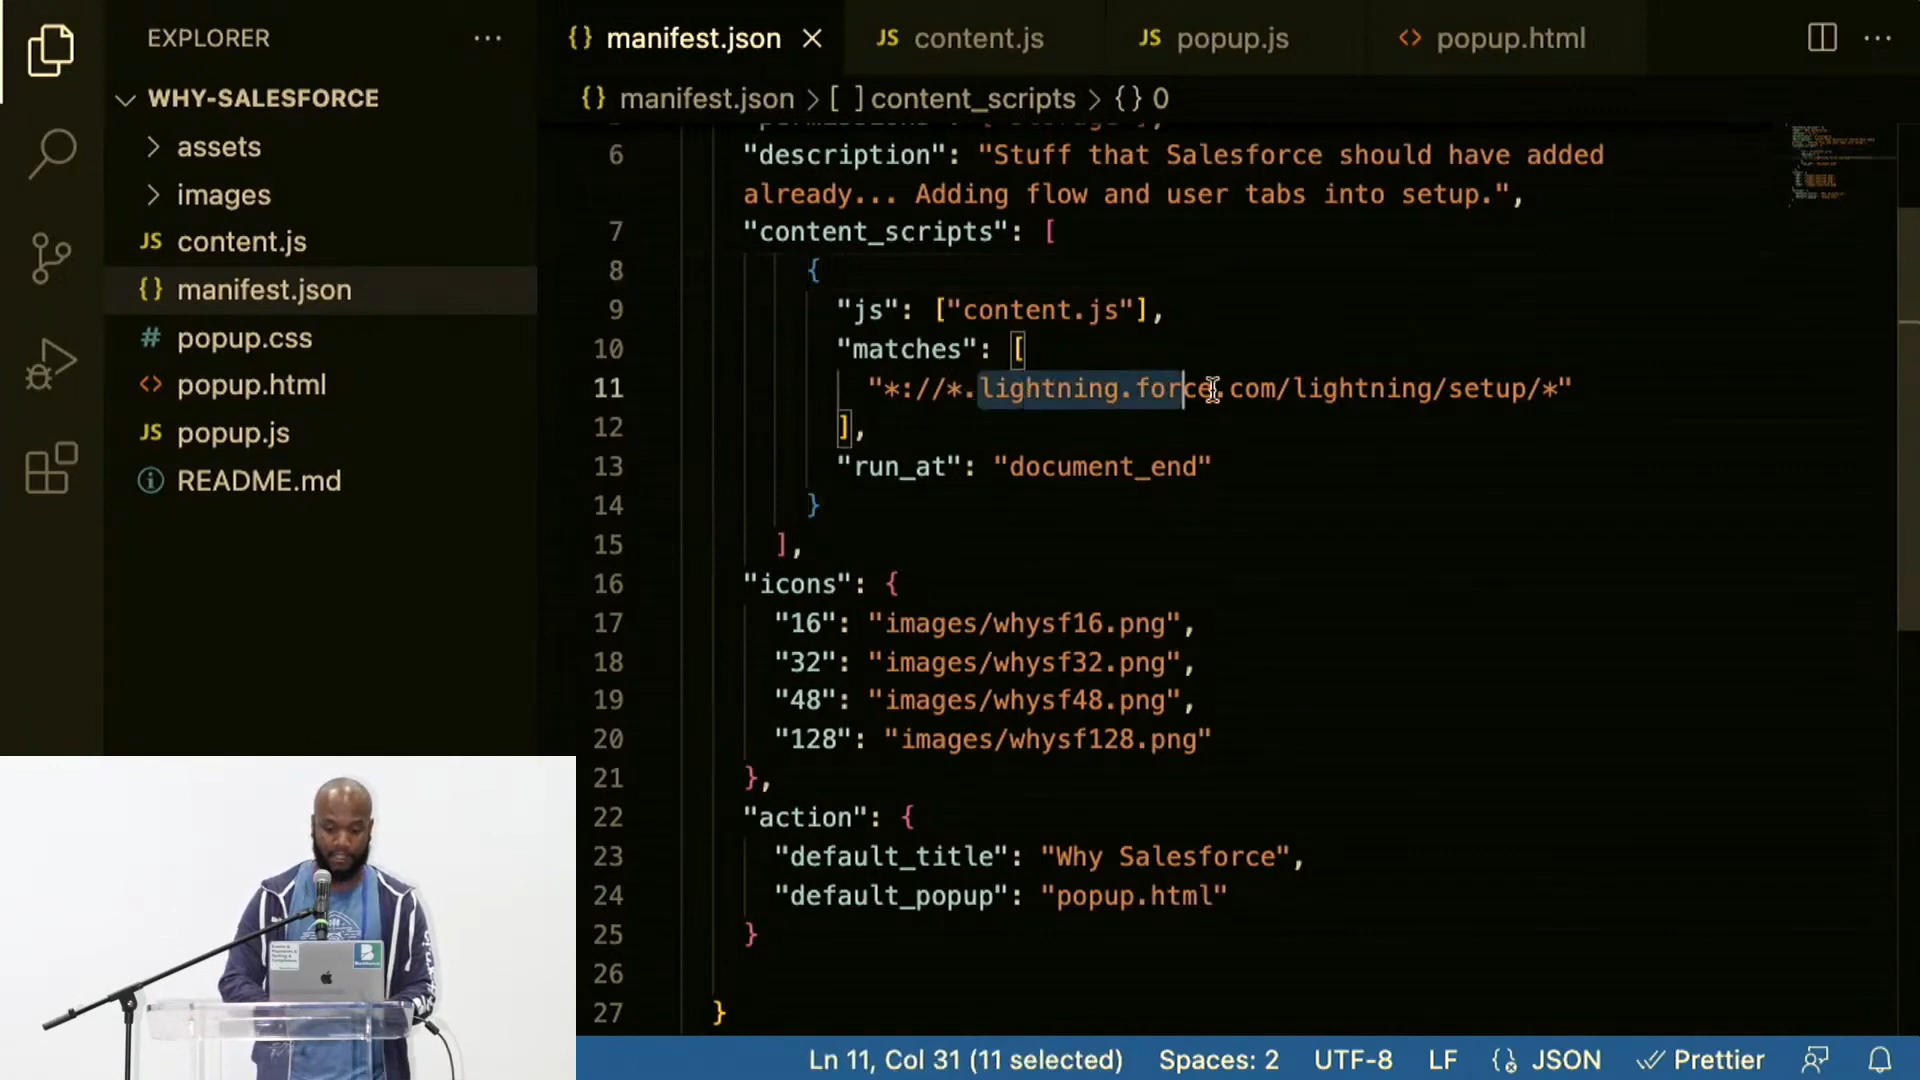 EXPLORER
manifest.json
content.js
popup.js
popup.html
WHY-SALESFORCE
manifest.json > [ ] content_scripts > {} 0
assets
images
content.js
manifest.json
popup.css
popup.html
popup.js
README.md
6 "description": "Stuff that Salesforce should have added
already... Adding flow and user tabs into setup.",
7 "content_scripts": [
8 {
9 "js": ["content.js"],
10 "matches": [
11 "*://*.lightning.force.com/lightning/setup/*"
12 ],
13 "run_at": "document_end"
14 }
15 ],
16 "icons": {
17 "16": "images/whysf16.png",
18 "32": "images/whysf32.png",
19 "48": "images/whysf48.png",
20 "128": "images/whysf128.png"
21 },
22 "action": {
23 "default_title": "Why Salesforce",
24 "default_popup": "popup.html"
25 }
26
27 }
Ln 11, Col 31 (11 selected) Spaces: 2 UTF-8 LF {} JSON Prettier